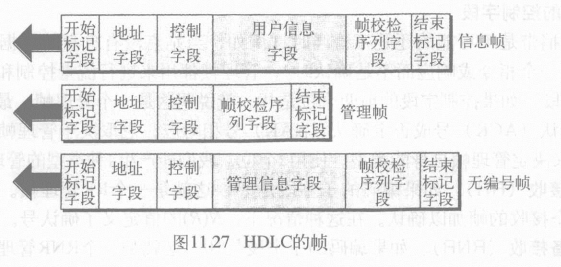 开始标记字段 地址字段 控制字段 用户信息字段 帧校检序列字段 结束标记字段 信息帧
开始标记字段 地址字段 控制字段 帧校检序列字段 结束标记字段 管理帧
开始标记字段 地址字段 控制字段 管理信息字段 帧校检序列字段 结束标记字段 无编号帧
图11.27 HDLC的帧